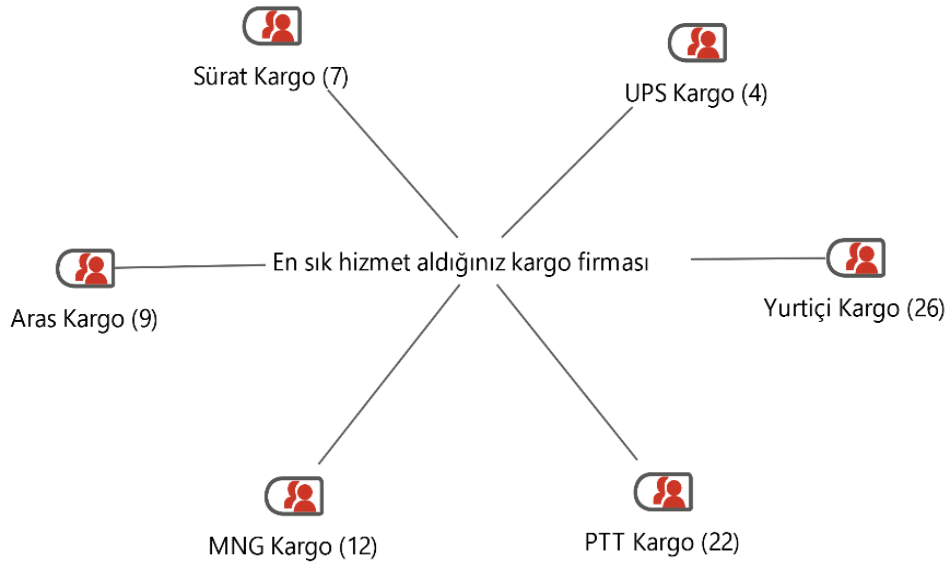 Sürat Kargo (7)
UPS Kargo (4)
En sık hizmet aldığınız kargo firması
Aras Kargo (9)
Yurtiçi Kargo (26)
MNG Kargo (12)
PTT Kargo (22)